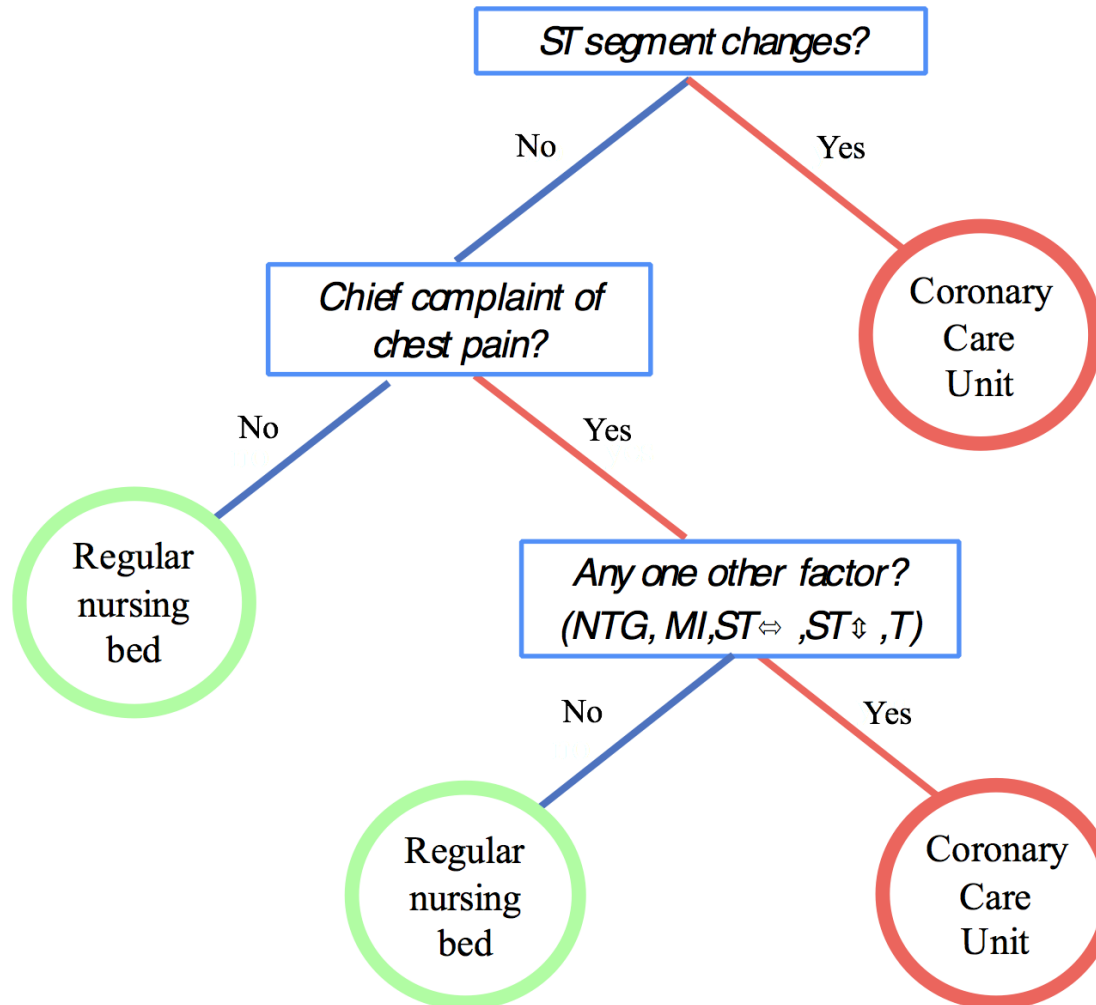 ST segment changes?
No
Yes
Chief complaint of
chest pain?
Coronary
Care
Unit
No
Yes
Regular
nursing
bed
Any one other factor?
(NTG, MI,ST⇔ ,ST⇕ ,T)
No
Yes
Regular
nursing
bed
Coronary
Care
Unit